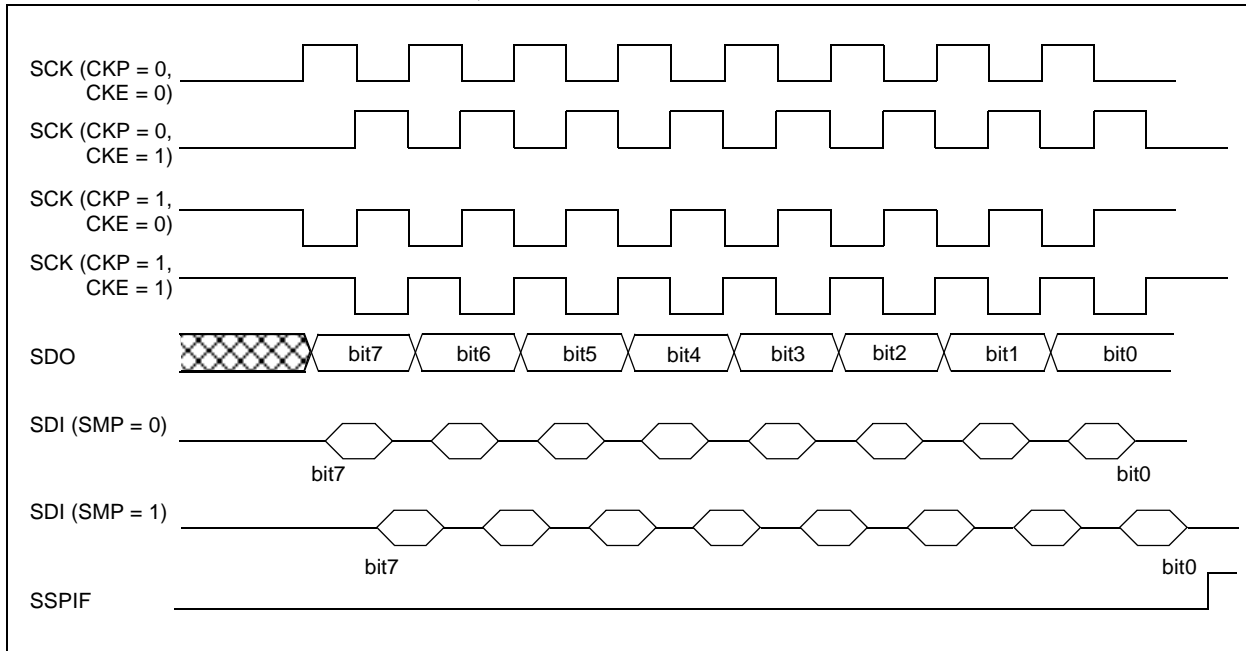 SCK (CKP = 0,
CKE = 0)
SCK (CKP = 0,
CKE = 1)
SCK (CKP = 1,
CKE = 0)
SCK (CKP = 1,
CKE = 1)
SDO bit7 bit6 bit5 bit4 bit3 bit2 bit1 bit0
SDI (SMP = 0)
bit7 bit0
SDI (SMP = 1)
bit7 bit0
SSPIF